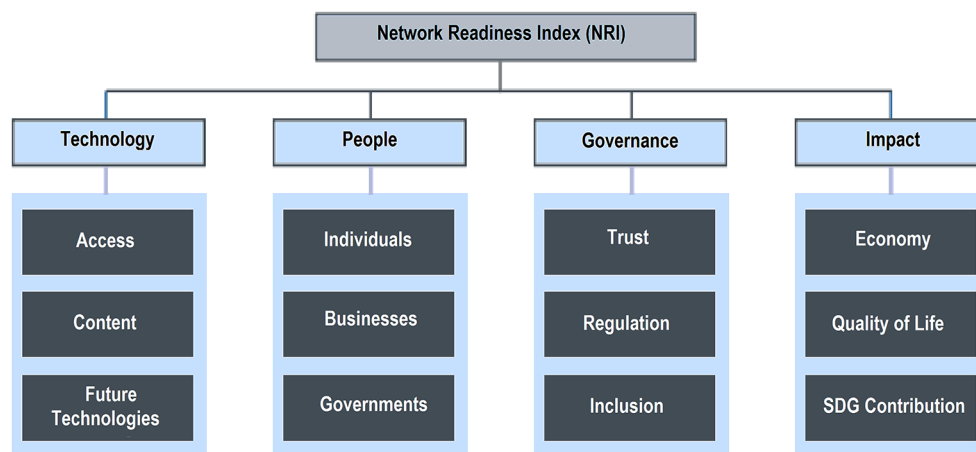 Network Readiness Index (NRI)
Technology
People
Governance
Impact
Access
Individuals
Trust
Economy
Content
Businesses
Regulation
Quality of Life
Future
Technologies
Governments
Inclusion
SDG Contribution